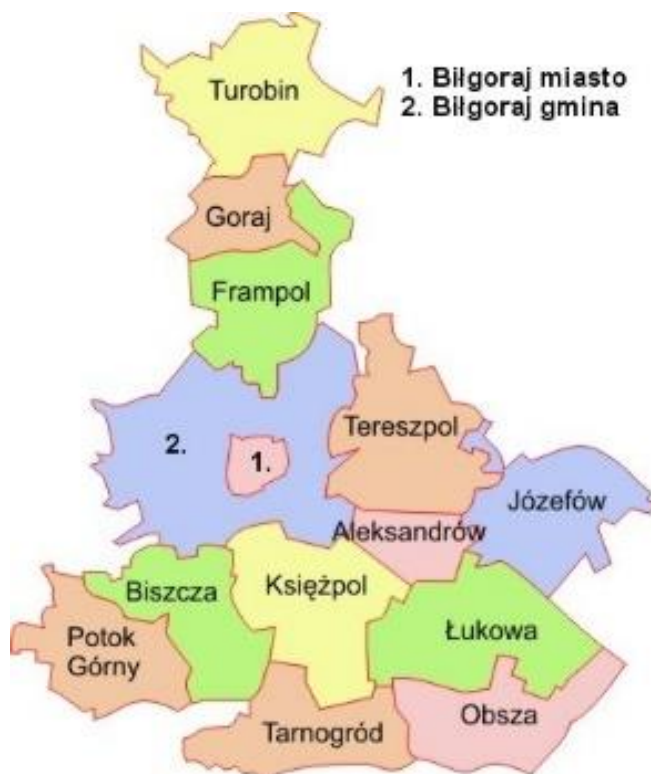 Turobin
1. Biłgoraj miasto
2. Biłgoraj gmina
Goraj
Frampol
Tereszpol
2.
1.
Józefów
Aleksandrów
Biszcza
Księżpol
Potok
Górny
Łukowa
Obsza
Tarnogród